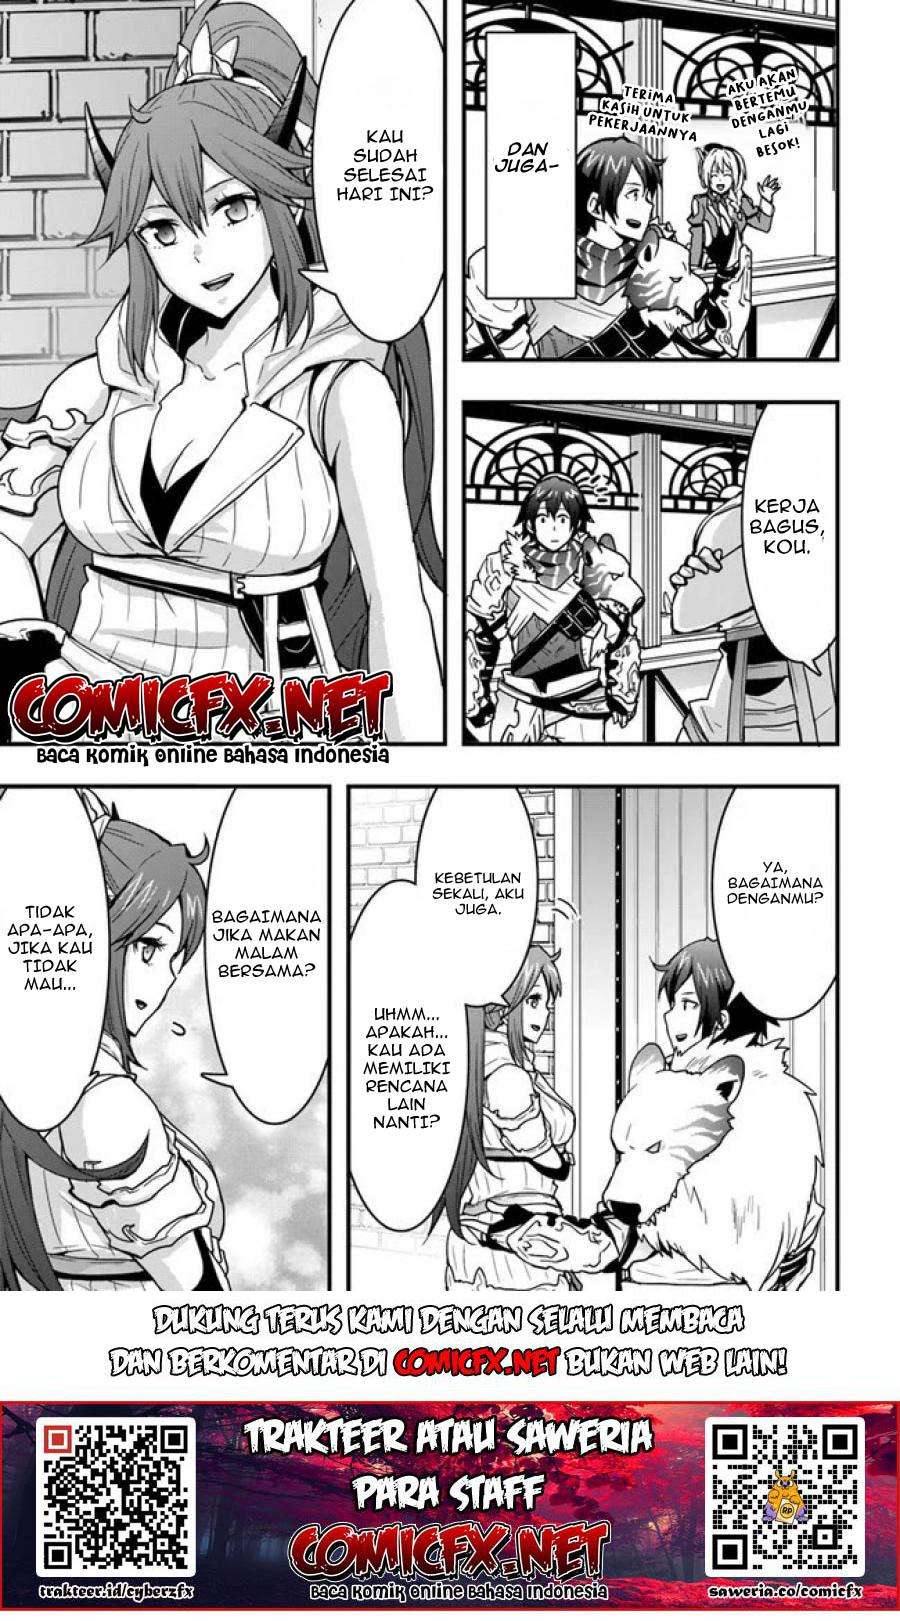 AKU AKAN
BERTEMU
DENGANMU
LAGI
BESOK!
TERIMA
KASIH UNTUK
PEKERJAANNYA
DAN
JUGA-
KERJA
BAGUS,
KOU.
KAU
SUDAH
SELESAI
HARI INI?
COMICFX.NET
Baca Komik Online Bahasa Indonesia
YA,
BAGAIMANA
DENGANMU?
KEBETULAN
SEKALI, AKU
JUGA.
UHMM...
APAKAH...
KAU ADA
MEMILIKI
RENCANA
LAIN
NANTI?
BAGAIMANA
JIKA MAKAN
MALAM
BERSAMA?
TIDAK
APA-APA,
JIKA KAU
TIDAK
MAU...
DUKUNG TERUS KAMI DENGAN SELALU MEMBACA
DAN BERKOMENTAR DI COMICFX.NET BUKAN WEB LAIN!
TRAKTEER ATAU SAWERIA
PARA STAFF
COMICFX.NET
Baca Komik Online Bahasa Indonesia
trakteer.id/cyberzfx
RP
saweria.co/comicfx